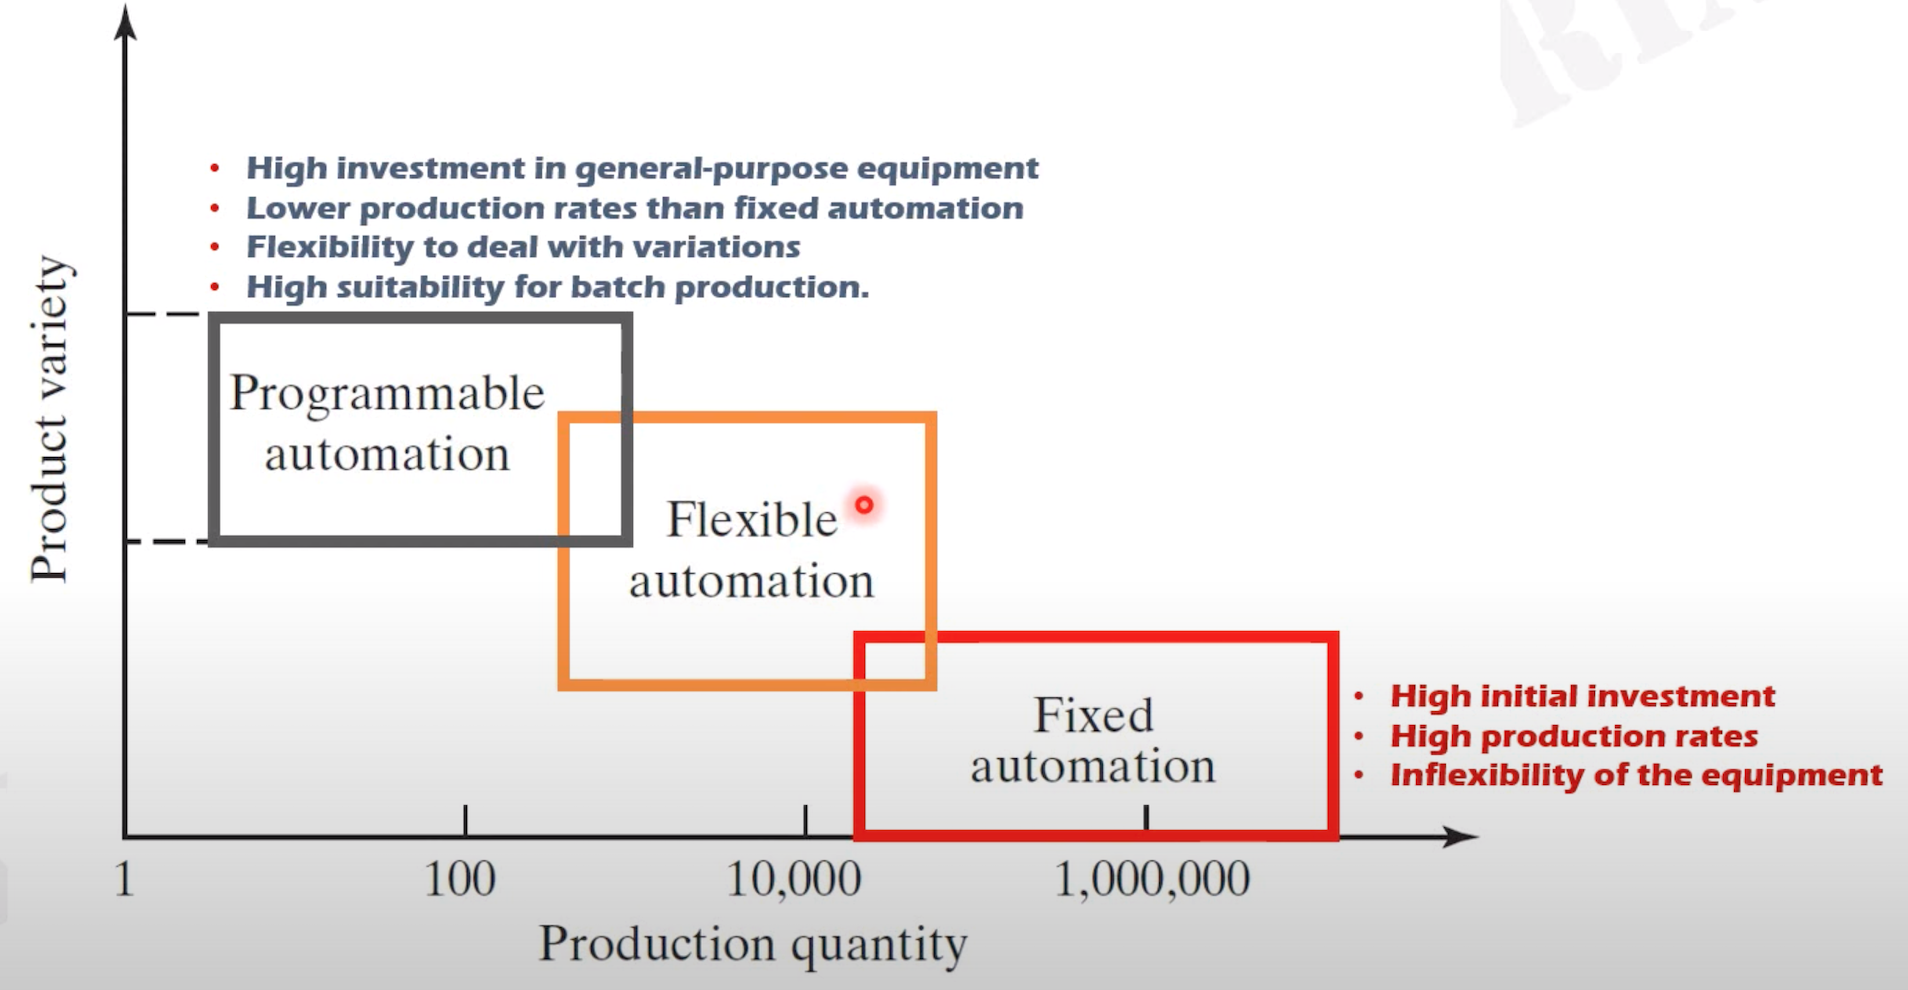 • High investment in general-purpose equipment
• Lower production rates than fixed automation
• Flexibility to deal with variations
• High suitability for batch production.
Product variety
Programmable
automation
Flexible
automation
Fixed
automation
• High initial investment
• High production rates
• Inflexibility of the equipment
1 100 10,000 1,000,000
Production quantity